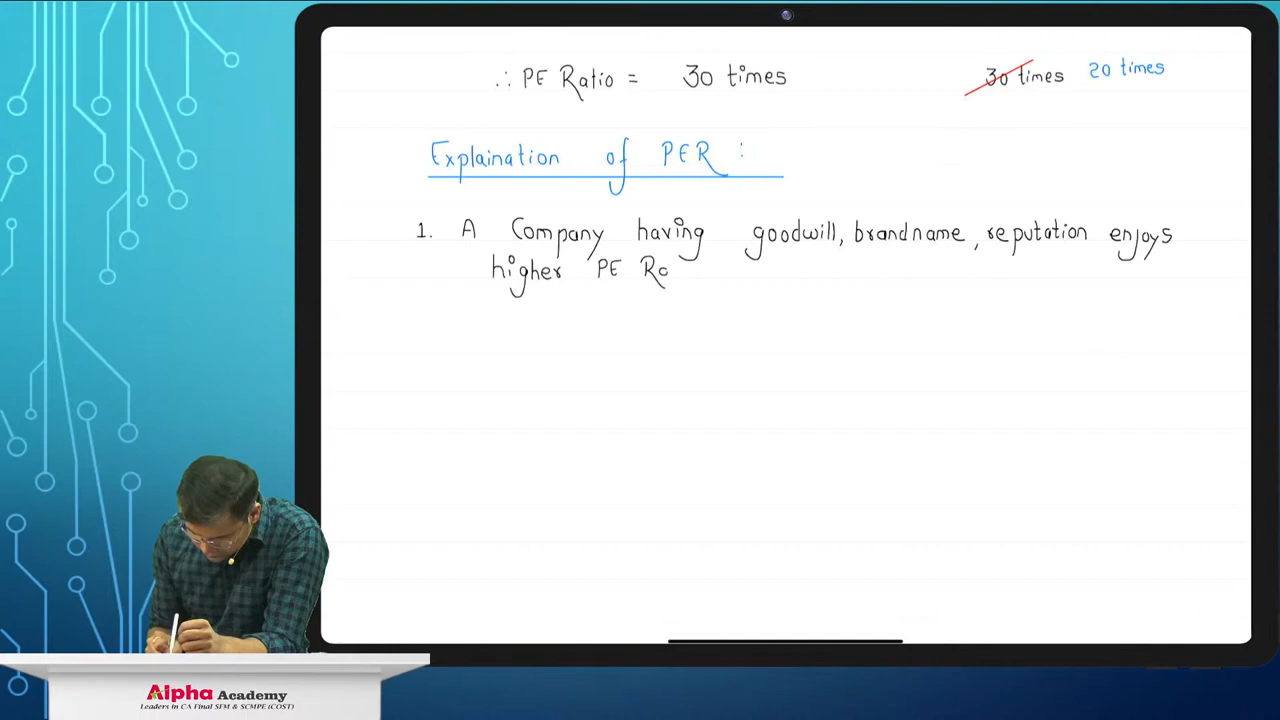 ∴ PE Ratio = 30 times 30 times 20 times
Explaination of PER :
1. A Company having goodwill, brandname, reputation enjoys
higher PE Ra
Alpha Academy
Leaders in CA Final SFM & SCMPE (COST)